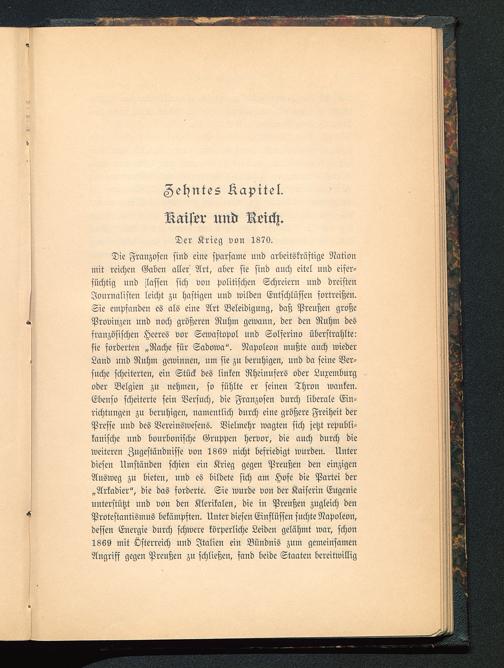 Zehntes Kapitel.
Kaiser und Reich.
Der Krieg von 1870.
Die Franzosen sind eine sparsame und arbeitskräftige Nation
mit reichen Gaben aller Art, aber sie sind auch eitel und eifer-
süchtig und lassen sich von politischen Schreiern und dreisten
Journalisten leicht zu hastigen und wilden Entschlüssen fortreißen.
Sie empfanden es als eine Art Beleidigung, daß Preußen große
Provinzen und noch größeren Ruhm gewann, der den Ruhm des
französischen Heeres vor Sewastopol und Solferino überstrahlte:
sie forderten „Rache für Sadowa“. Napoleon mußte auch wieder
Land und Ruhm gewinnen, um sie zu beruhigen, und da seine Ver-
suche scheiterten, ein Stück des linken Rheinufers oder Luxemburg
oder Belgien zu nehmen, so fühlte er seinen Thron wanken.
Ebenso scheiterte sein Versuch, die Franzosen durch liberale Ein-
richtungen zu beruhigen, namentlich durch eine größere Freiheit der
Presse und des Vereinswesens. Vielmehr wagten sich jetzt republi-
kanische und bourbonische Gruppen hervor, die auch durch die
weiteren Zugeständnisse von 1869 nicht befriedigt wurden. Unter
diesen Umständen schien ein Krieg gegen Preußen den einzigen
Ausweg zu bieten, und es bildete sich am Hofe die Partei der
„Arkadier“, die das forderte. Sie wurde von der Kaiserin Eugenie
unterstützt und von den Klerikalen, die in Preußen zugleich den
Protestantismus bekämpften. Unter diesen Einflüssen suchte Napoleon,
dessen Energie durch schwere körperliche Leiden gelähmt war, schon
1869 mit Österreich und Italien ein Bündnis zum gemeinsamen
Angriff gegen Preußen zu schließen, fand beide Staaten bereitwillig